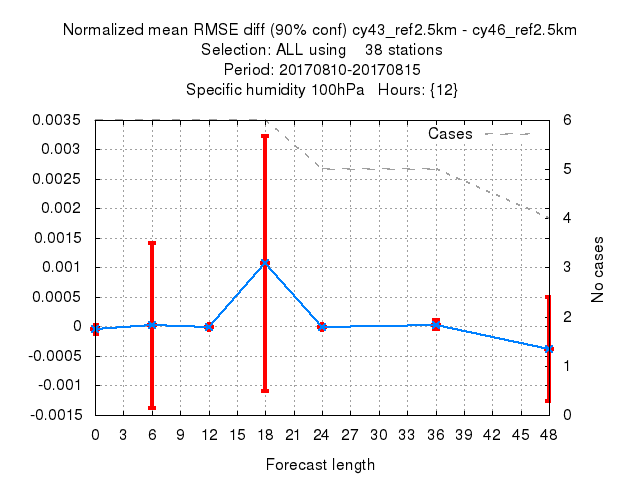 Normalized mean RMSE diff (90% conf) cy43_ref2.5km - cy46_ref2.5km
Selection: ALL using 38 stations
Period: 20170810-20170815
Specific humidity 100hPa Hours: {12}
Cases
0.0035
0.003
0.0025
0.002
0.0015
0.001
0.0005
0
-0.0005
-0.001
-0.0015
6
5
4
3
2
1
0
No cases
0 3 6 9 12 15 18 21 24 27 30 33 36 39 42 45 48
Forecast length